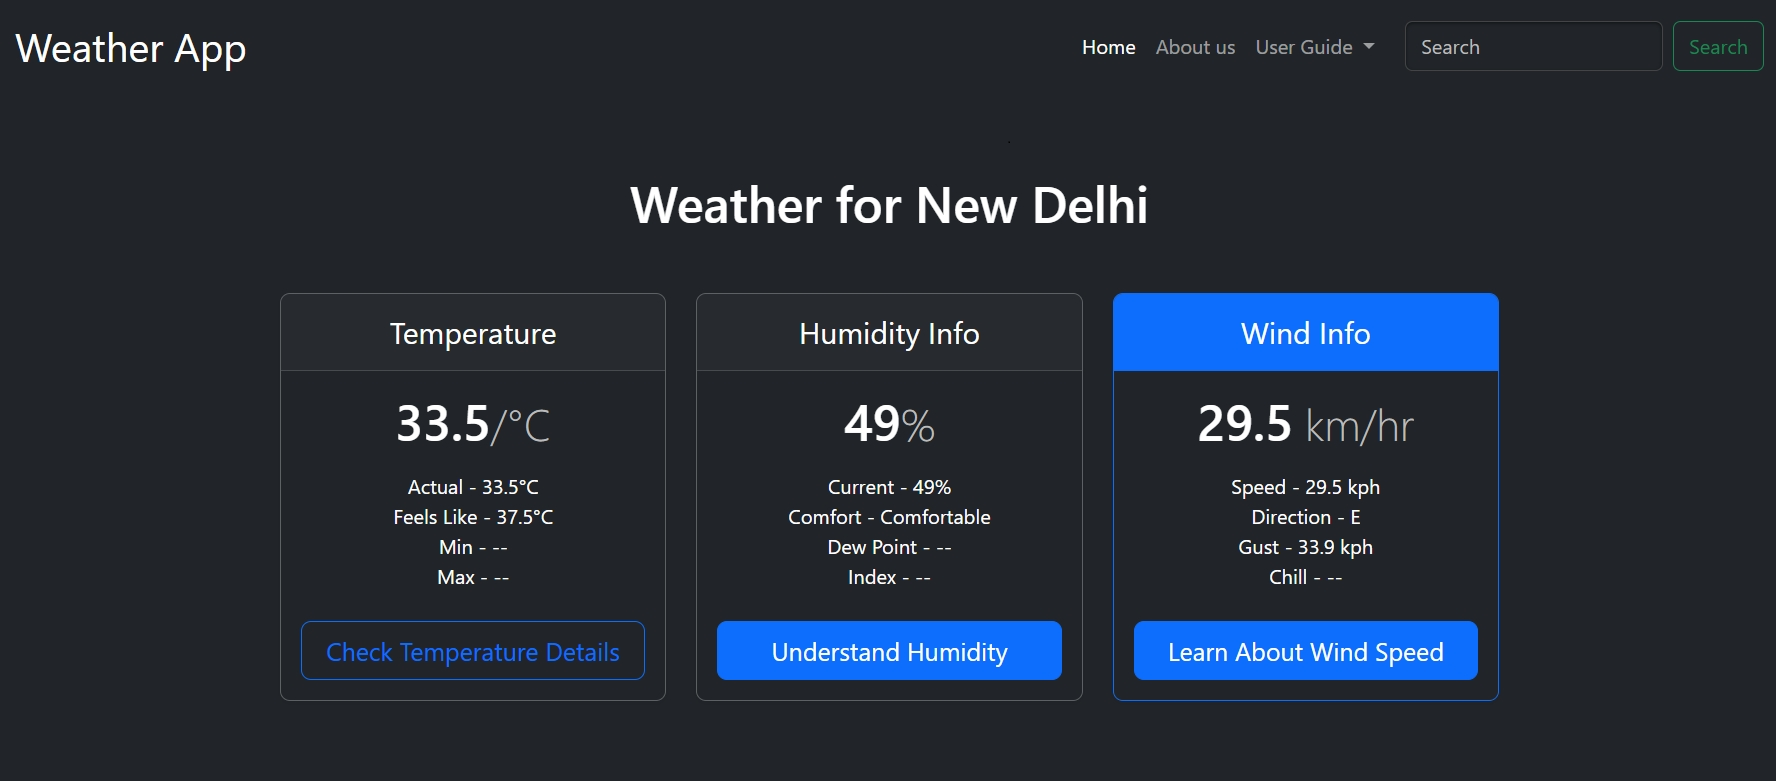 Weather App
Home About us User Guide Search Search
Weather for New Delhi
Temperature
33.5/°C
Actual - 33.5°C
Feels Like - 37.5°C
Min - --
Max - --
Check Temperature Details
Humidity Info
49%
Current - 49%
Comfort - Comfortable
Dew Point - --
Index - --
Understand Humidity
Wind Info
29.5 km/hr
Speed - 29.5 kph
Direction - E
Gust - 33.9 kph
Chill - --
Learn About Wind Speed